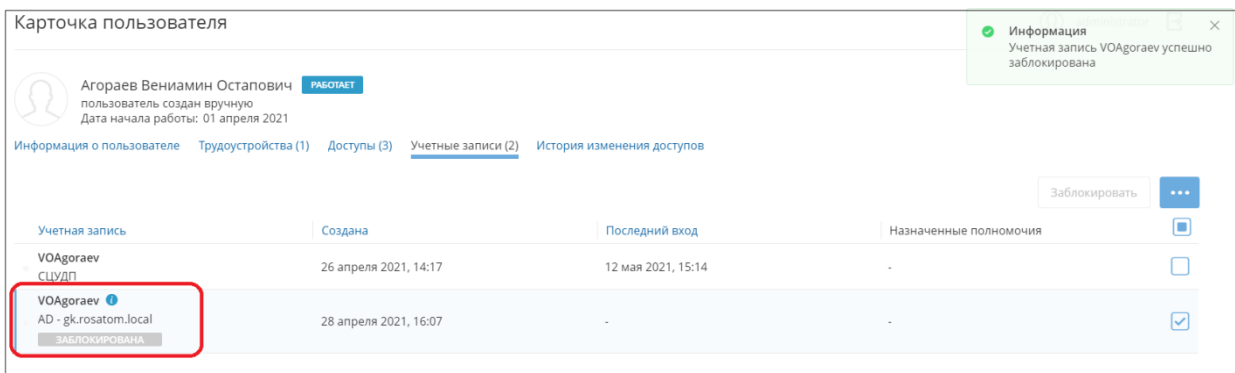 Карточка пользователя
administrator
Информация
Учетная запись VOAgoraev успешно
заблокирована
Агораев Вениамин Остапович РАБОТАЕТ
пользователь создан вручную
Дата начала работы: 01 апреля 2021
Информация о пользователе Трудоустройства (1) Доступы (3) Учетные записи (2) История изменения доступов
Заблокировать
Учетная запись Создана Последний вход Назначенные полномочия
VOAgoraev
СЦУДП
26 апреля 2021, 14:17 12 мая 2021, 15:14 -
VOAgoraev
AD - gk.rosatom.local
ЗАБЛОКИРОВАНА
28 апреля 2021, 16:07 - -